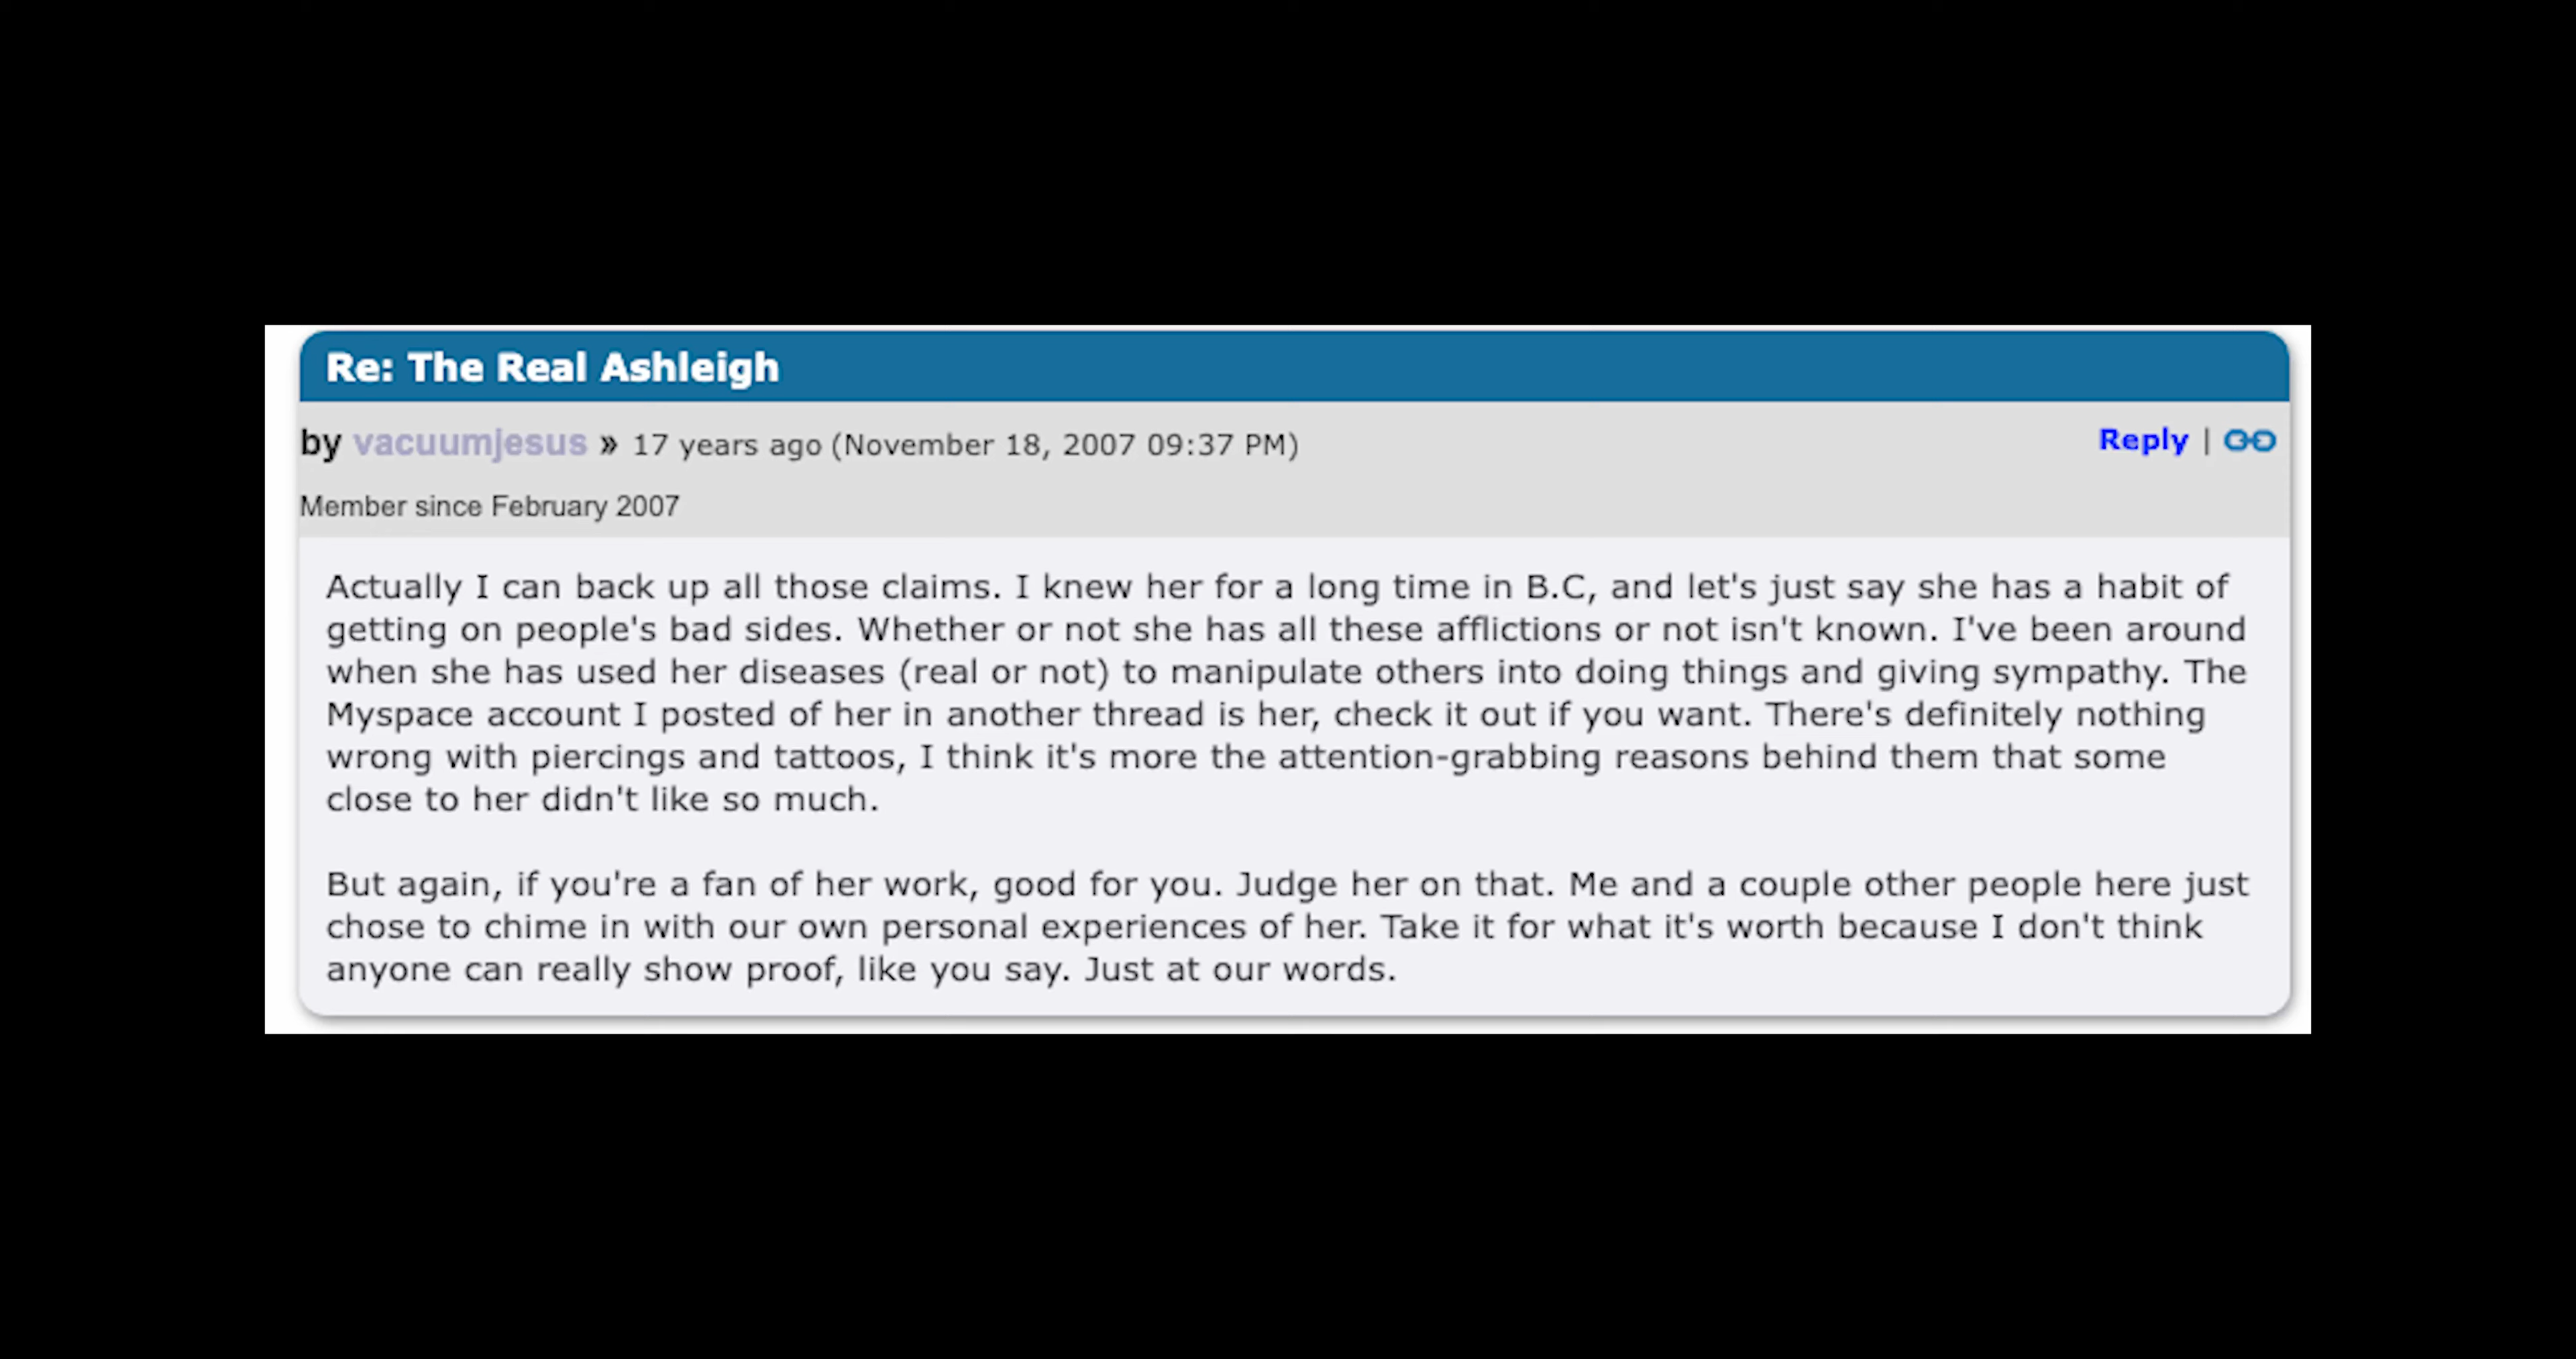 Re: The Real Ashleigh
by vacuumjesus » 17 years ago (November 18, 2007 09:37 PM)
Reply |
Member since February 2007
Actually I can back up all those claims. I knew her for a long time in B.C, and let's just say she has a habit of
getting on people's bad sides. Whether or not she has all these afflictions or not isn't known. I've been around
when she has used her diseases (real or not) to manipulate others into doing things and giving sympathy. The
Myspace account I posted of her in another thread is her, check it out if you want. There's definitely nothing
wrong with piercings and tattoos, I think it's more the attention-grabbing reasons behind them that some
close to her didn't like so much.
But again, if you're a fan of her work, good for you. Judge her on that. Me and a couple other people here just
chose to chime in with our own personal experiences of her. Take it for what it's worth because I don't think
anyone can really show proof, like you say. Just at our words.